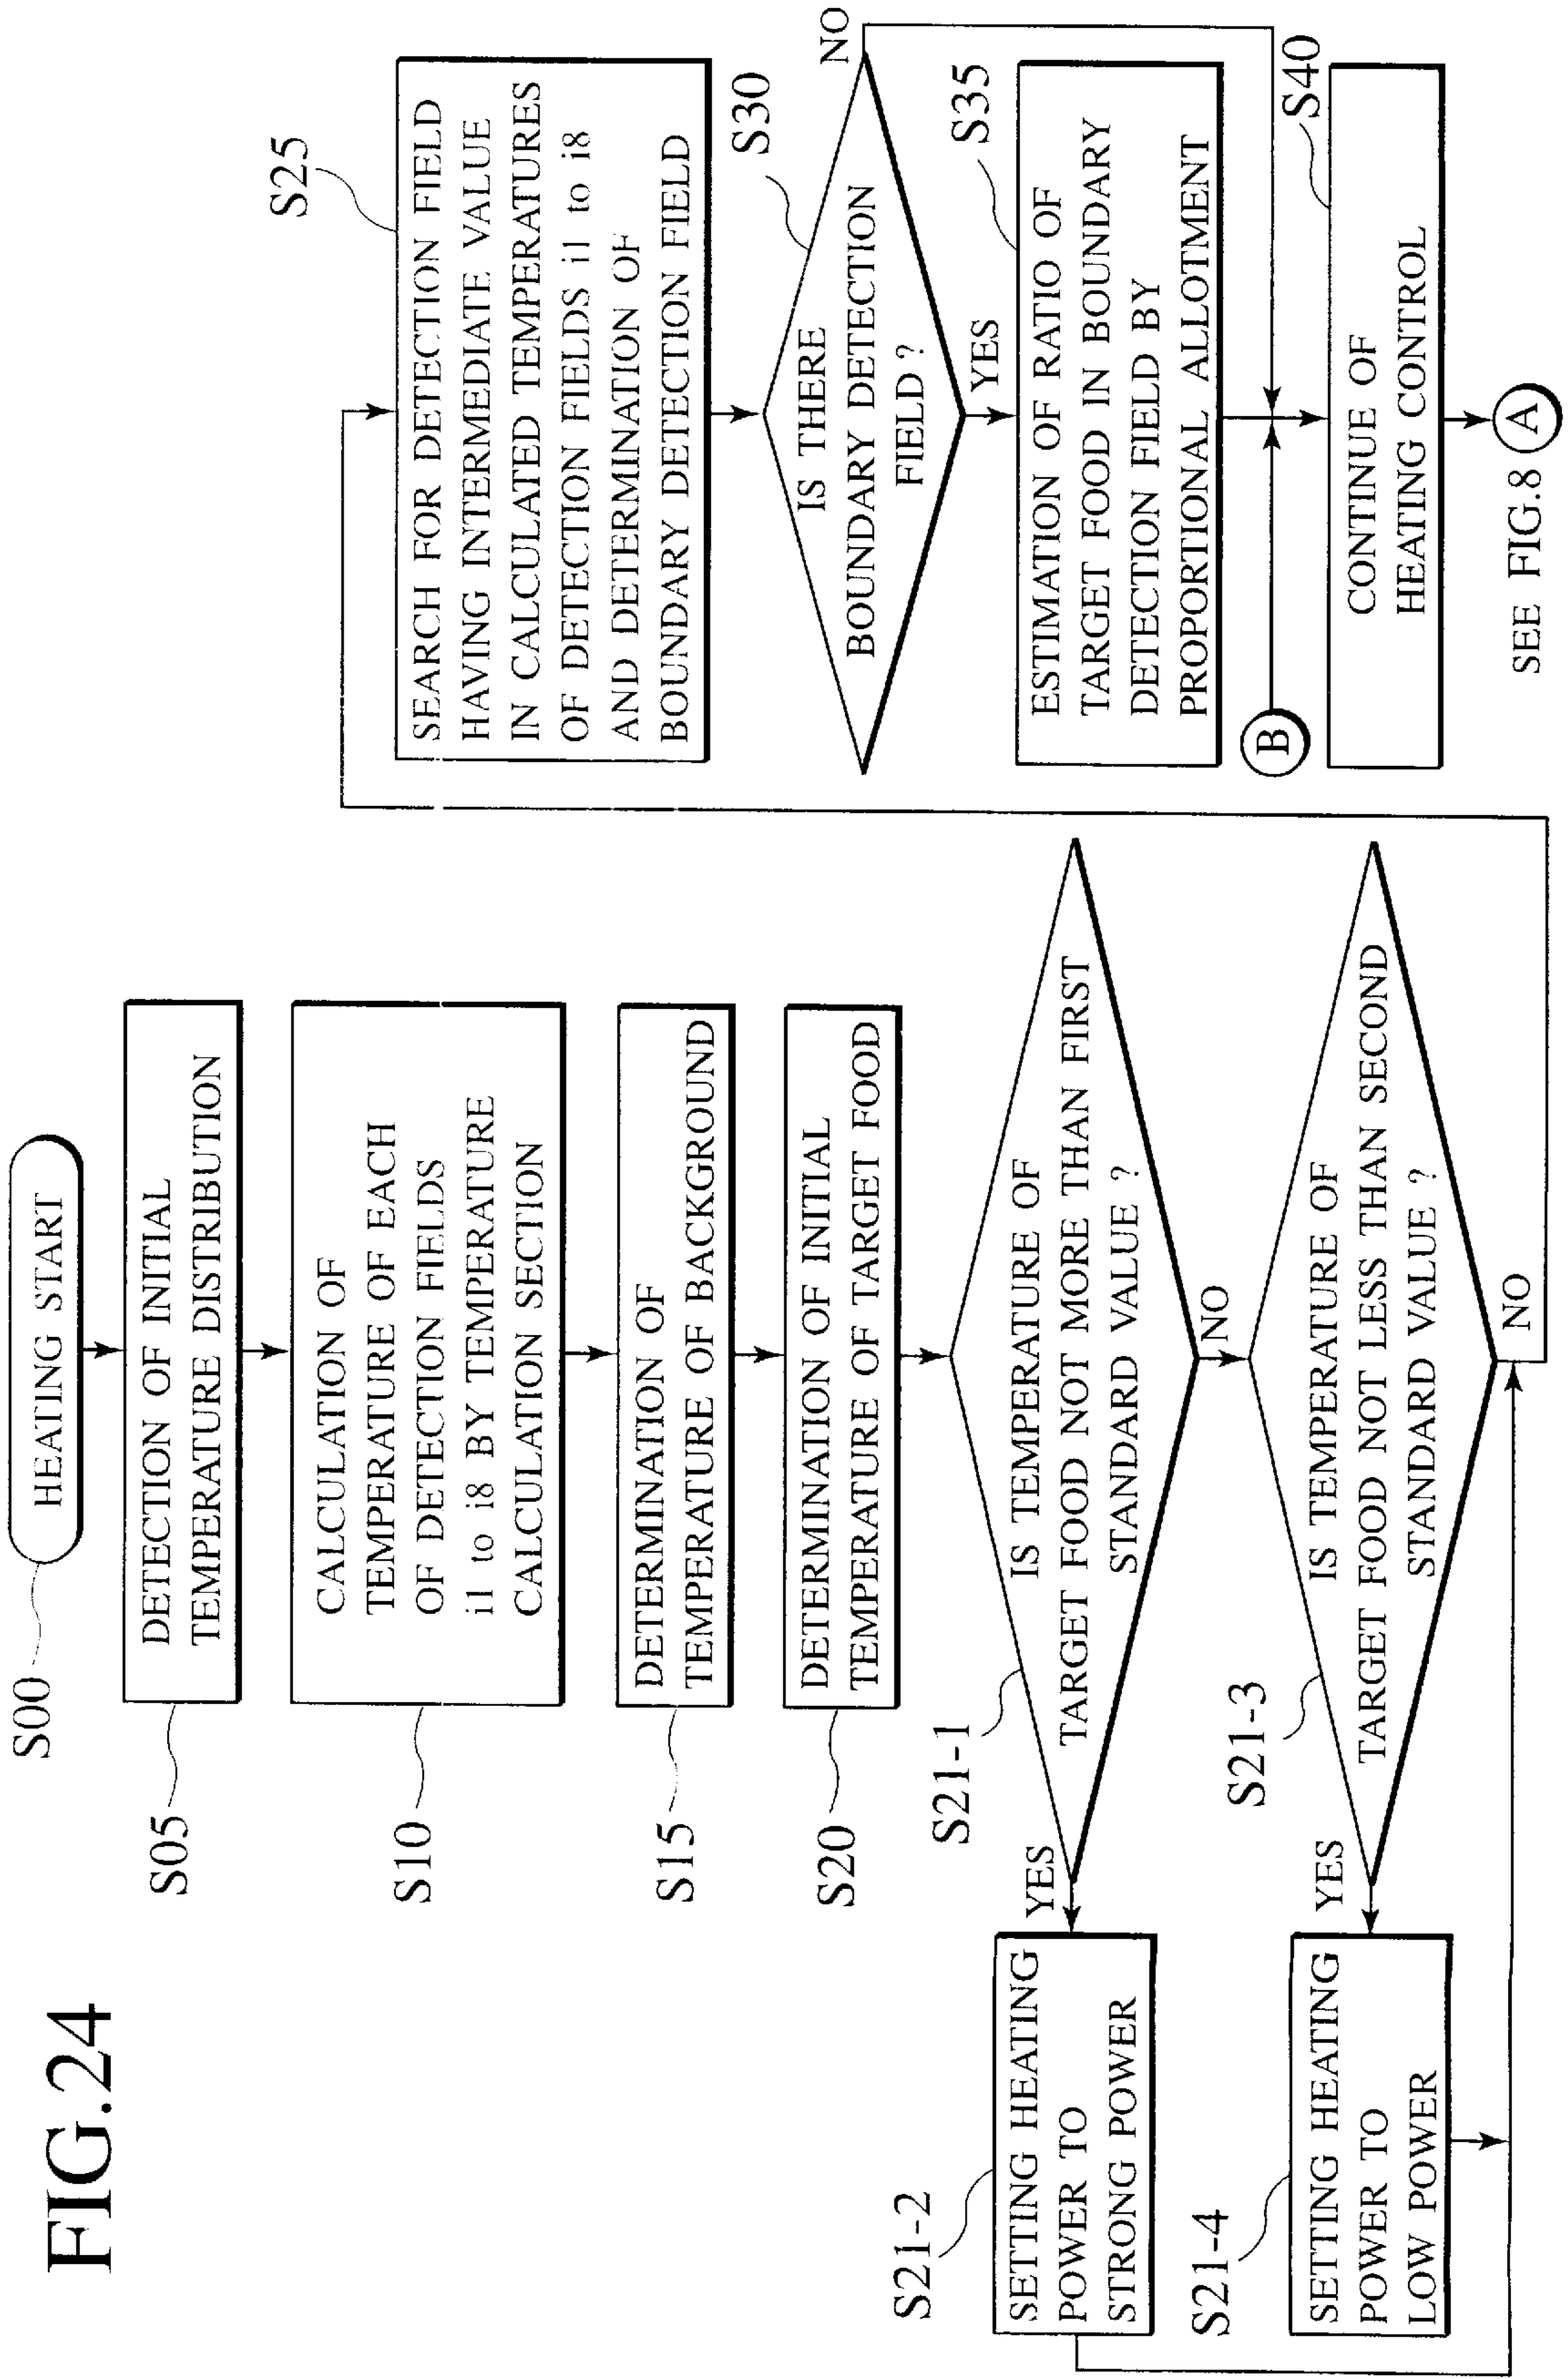 FIG.24
S00
HEATING START
S05
DETECTION OF INITIAL
TEMPERATURE DISTRIBUTION
S10
CALCULATION OF
TEMPERATURE OF EACH
OF DETECTION FIELDS
i1 to i8 BY TEMPERATURE
CALCULATION SECTION
S15
DETERMINATION OF
TEMPERATURE OF BACKGROUND
S20
DETERMINATION OF INITIAL
TEMPERATURE OF TARGET FOOD
S21-1
IS TEMPERATURE OF
TARGET FOOD NOT MORE THAN FIRST
STANDARD VALUE ?
YES
NO
S21-2
SETTING HEATING
POWER TO
STRONG POWER
S21-3
IS TEMPERATURE OF
TARGET FOOD NOT LESS THAN SECOND
STANDARD VALUE ?
YES
NO
S21-4
SETTING HEATING
POWER TO
LOW POWER
S25
SEARCH FOR DETECTION FIELD
HAVING INTERMEDIATE VALUE
IN CALCULATED TEMPERATURES
OF DETECTION FIELDS i1 to i8
AND DETERMINATION OF
BOUNDARY DETECTION FIELD
S30
IS THERE
BOUNDARY DETECTION
FIELD ?
NO
YES
S35
ESTIMATION OF RATIO OF
TARGET FOOD IN BOUNDARY
DETECTION FIELD BY
PROPORTIONAL ALLOTMENT
B
S40
CONTINUE OF
HEATING CONTROL
SEE FIG.8 A